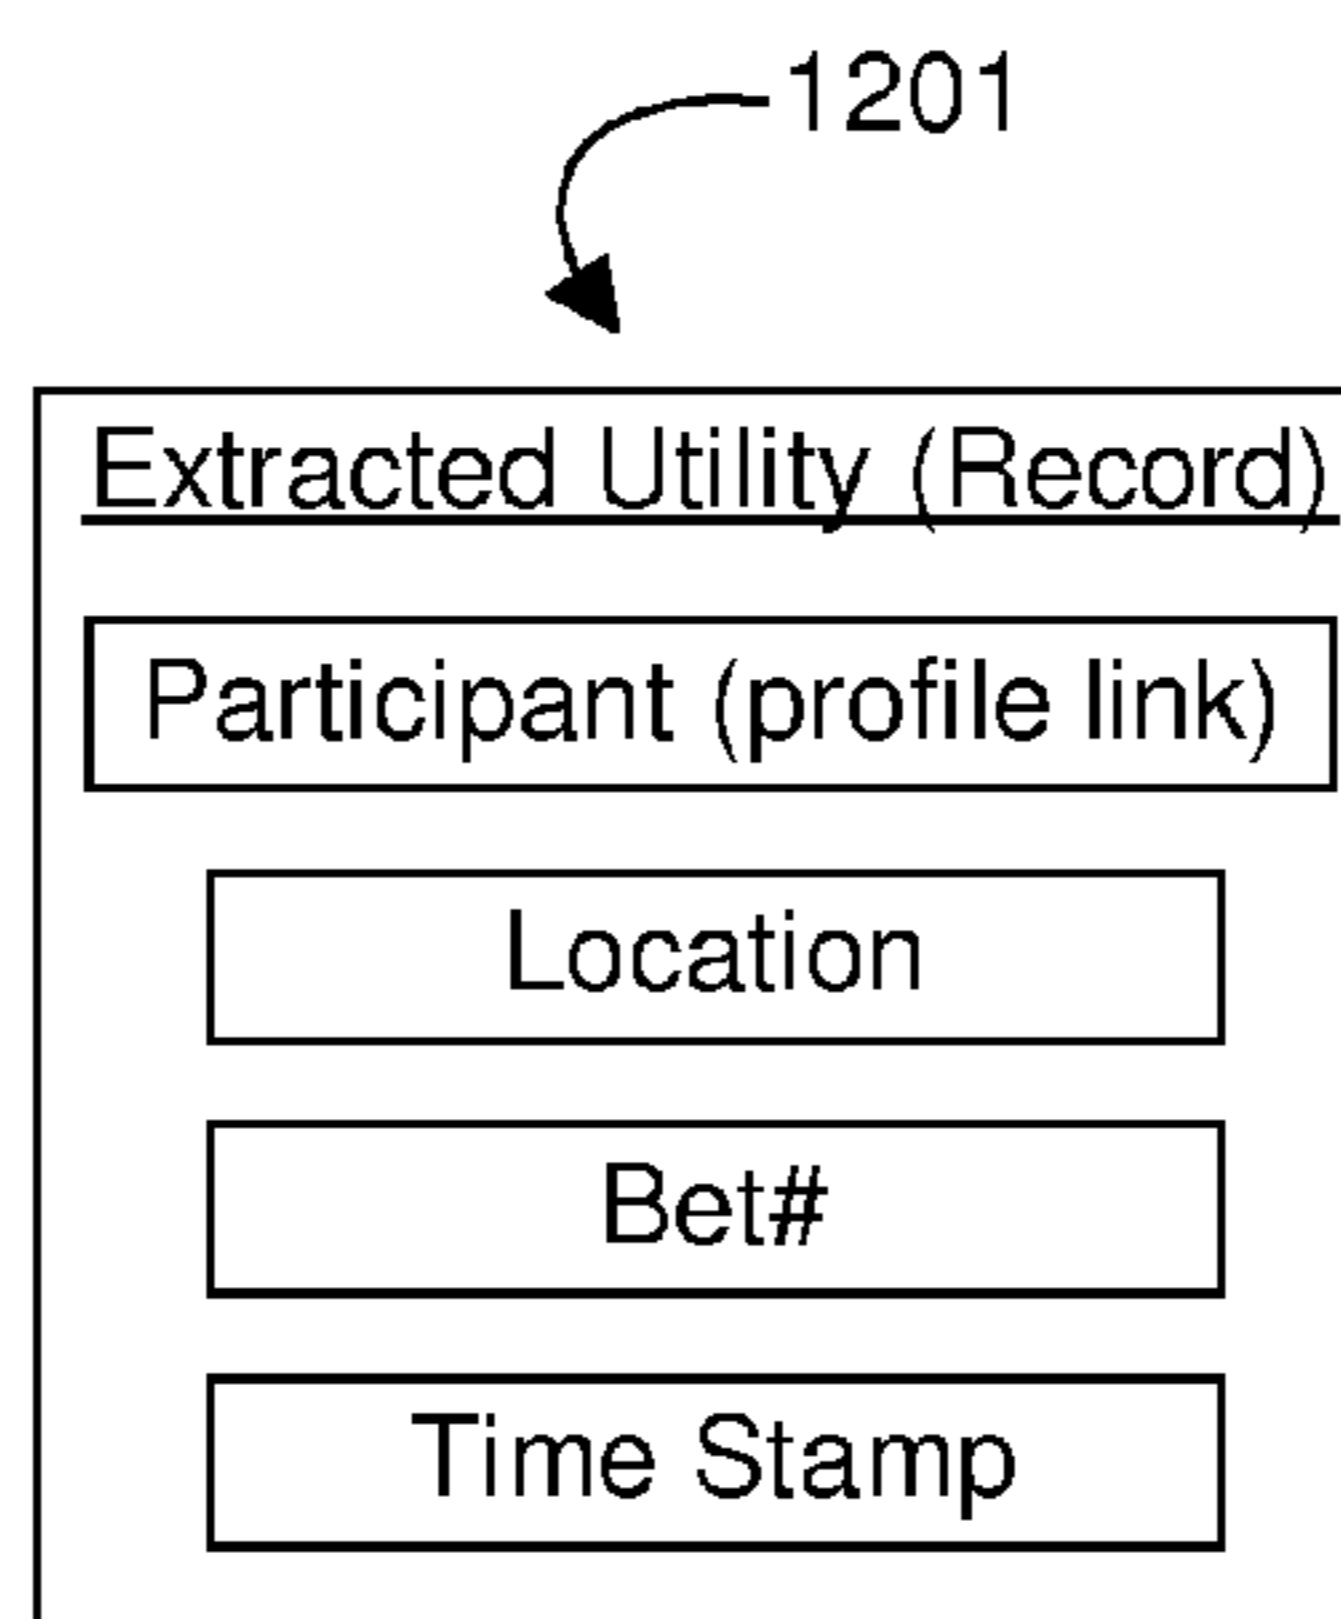 1201
Extracted Utility (Record)
Participant (profile link)
Location
Bet#
Time Stamp